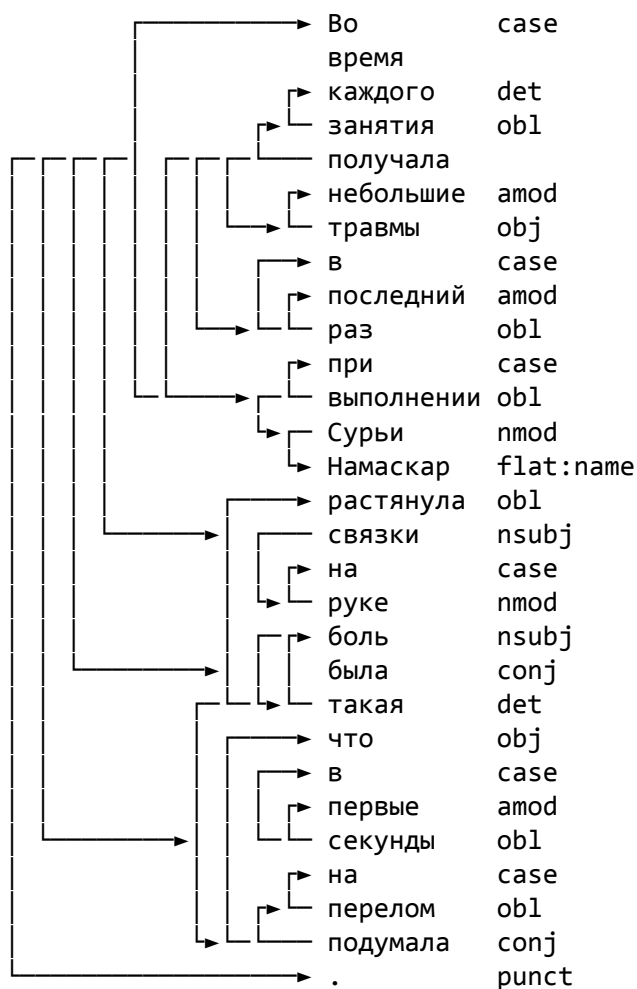 Во case
время
каждого det
занятия obl
получала
небольшие amod
травмы obj
в case
последний amod
раз obl
при case
выполнении obl
Сурьи nmod
Намаскар flat:name
растянула obl
связки nsubj
на case
руке nmod
боль nsubj
была conj
такая det
что obj
в case
первые amod
секунды obl
на case
перелом obl
подумала conj
. punct